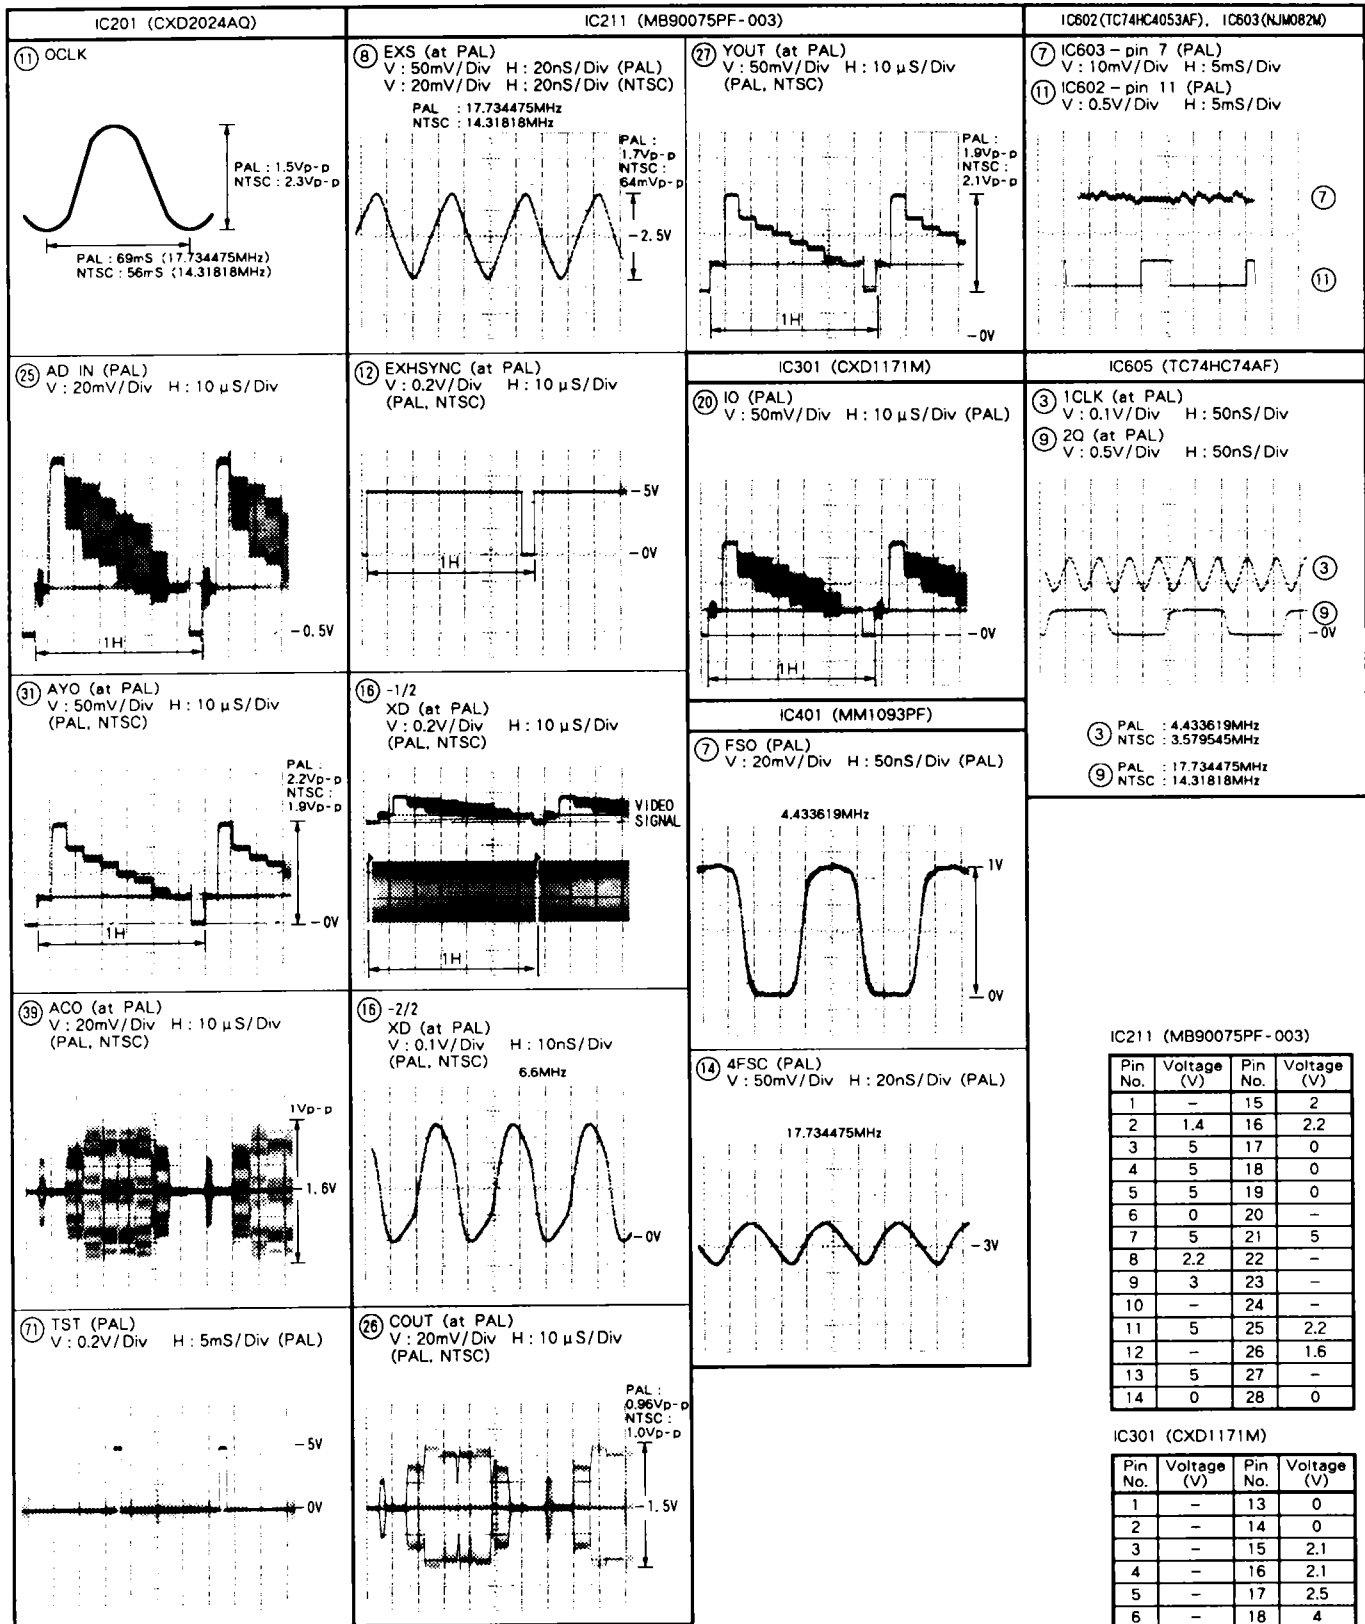 IC201 (CXD2024AQ)
⑪ OCLK
PAL : 1.5Vp-p
NTSC : 2.3Vp-p
PAL : 69mS (17.734475MHz)
NTSC : 56mS (14.31818MHz)
㉕ AD IN (PAL)
V : 20mV/Div H : 10 μS/Div
-0.5V
1H
㉛ AYO (at PAL)
V : 50mV/Div H : 10 μS/Div
(PAL, NTSC)
PAL :
2.2Vp-p
NTSC :
1.9Vp-p
-0V
1H
㊴ ACO (at PAL)
V : 20mV/Div H : 10 μS/Div
(PAL, NTSC)
1Vp-p
-1.6V
(71) TST (PAL)
V : 0.2V/Div H : 5mS/Div (PAL)
-5V
-0V
IC211 (MB90075PF-003)
⑧ EXS (at PAL)
V : 50mV/Div H : 20nS/Div (PAL)
V : 20mV/Div H : 20nS/Div (NTSC)
PAL : 17.734475MHz
NTSC : 14.31818MHz
PAL :
1.7Vp-p
NTSC :
64mVp-p
-2.5V
⑫ EXHSYNC (at PAL)
V : 0.2V/Div H : 10 μS/Div
(PAL, NTSC)
-5V
-0V
1H
⑯ -1/2
XD (at PAL)
V : 0.2V/Div H : 10 μS/Div
(PAL, NTSC)
VIDEO
SIGNAL
1H
⑯ -2/2
XD (at PAL)
V : 0.1V/Div H : 10nS/Div
(PAL, NTSC)
6.6MHz
-0V
㉖ COUT (at PAL)
V : 20mV/Div H : 10 μS/Div
(PAL, NTSC)
PAL :
0.96Vp-p
NTSC :
1.0Vp-p
-1.5V
㉗ YOUT (at PAL)
V : 50mV/Div H : 10 μS/Div
(PAL, NTSC)
PAL :
1.9Vp-p
NTSC :
2.1Vp-p
1H
-0V
IC301 (CXD1171M)
⑳ IO (PAL)
V : 50mV/Div H : 10 μS/Div (PAL)
-0V
1H
IC401 (MM1093PF)
⑦ FSO (PAL)
V : 20mV/Div H : 50nS/Div (PAL)
4.433619MHz
1V
0V
⑭ 4FSC (PAL)
V : 50mV/Div H : 20nS/Div (PAL)
17.734475MHz
-3V
IC602(TC74HC4053AF), IC603(NJM082M)
⑦ IC603 - pin 7 (PAL)
V : 10mV/Div H : 5mS/Div
⑪ IC602 - pin 11 (PAL)
V : 0.5V/Div H : 5mS/Div
⑦
⑪
IC605 (TC74HC74AF)
③ 1CLK (at PAL)
V : 0.1V/Div H : 50nS/Div
⑨ 2Q (at PAL)
V : 0.5V/Div H : 50nS/Div
③
⑨
-0V
③ PAL : 4.433619MHz
NTSC : 3.579545MHz
⑨ PAL : 17.734475MHz
NTSC : 14.31818MHz
IC211 (MB90075PF-003)
Pin No. Voltage (V) Pin No. Voltage (V)
1 - 15 2
2 1.4 16 2.2
3 5 17 0
4 5 18 0
5 5 19 0
6 0 20 -
7 5 21 5
8 2.2 22 -
9 3 23 -
10 - 24 -
11 5 25 2.2
12 - 26 1.6
13 5 27 -
14 0 28 0
IC301 (CXD1171M)
Pin No. Voltage (V) Pin No. Voltage (V)
1 - 13 0
2 - 14 0
3 - 15 2.1
4 - 16 2.1
5 - 17 2.5
6 - 18 4